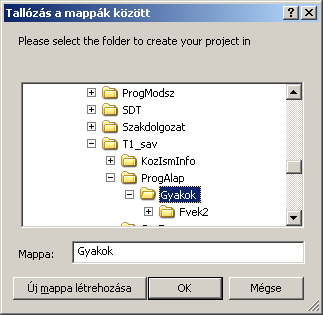 Tallózás a mappák között
Please select the folder to create your project in
ProgModsz
SDT
Szakdolgozat
T1_sav
KozIsmInfo
ProgAlap
Gyakok
Fvek2
Mappa: Gyakok
Új mappa létrehozása OK Mégse